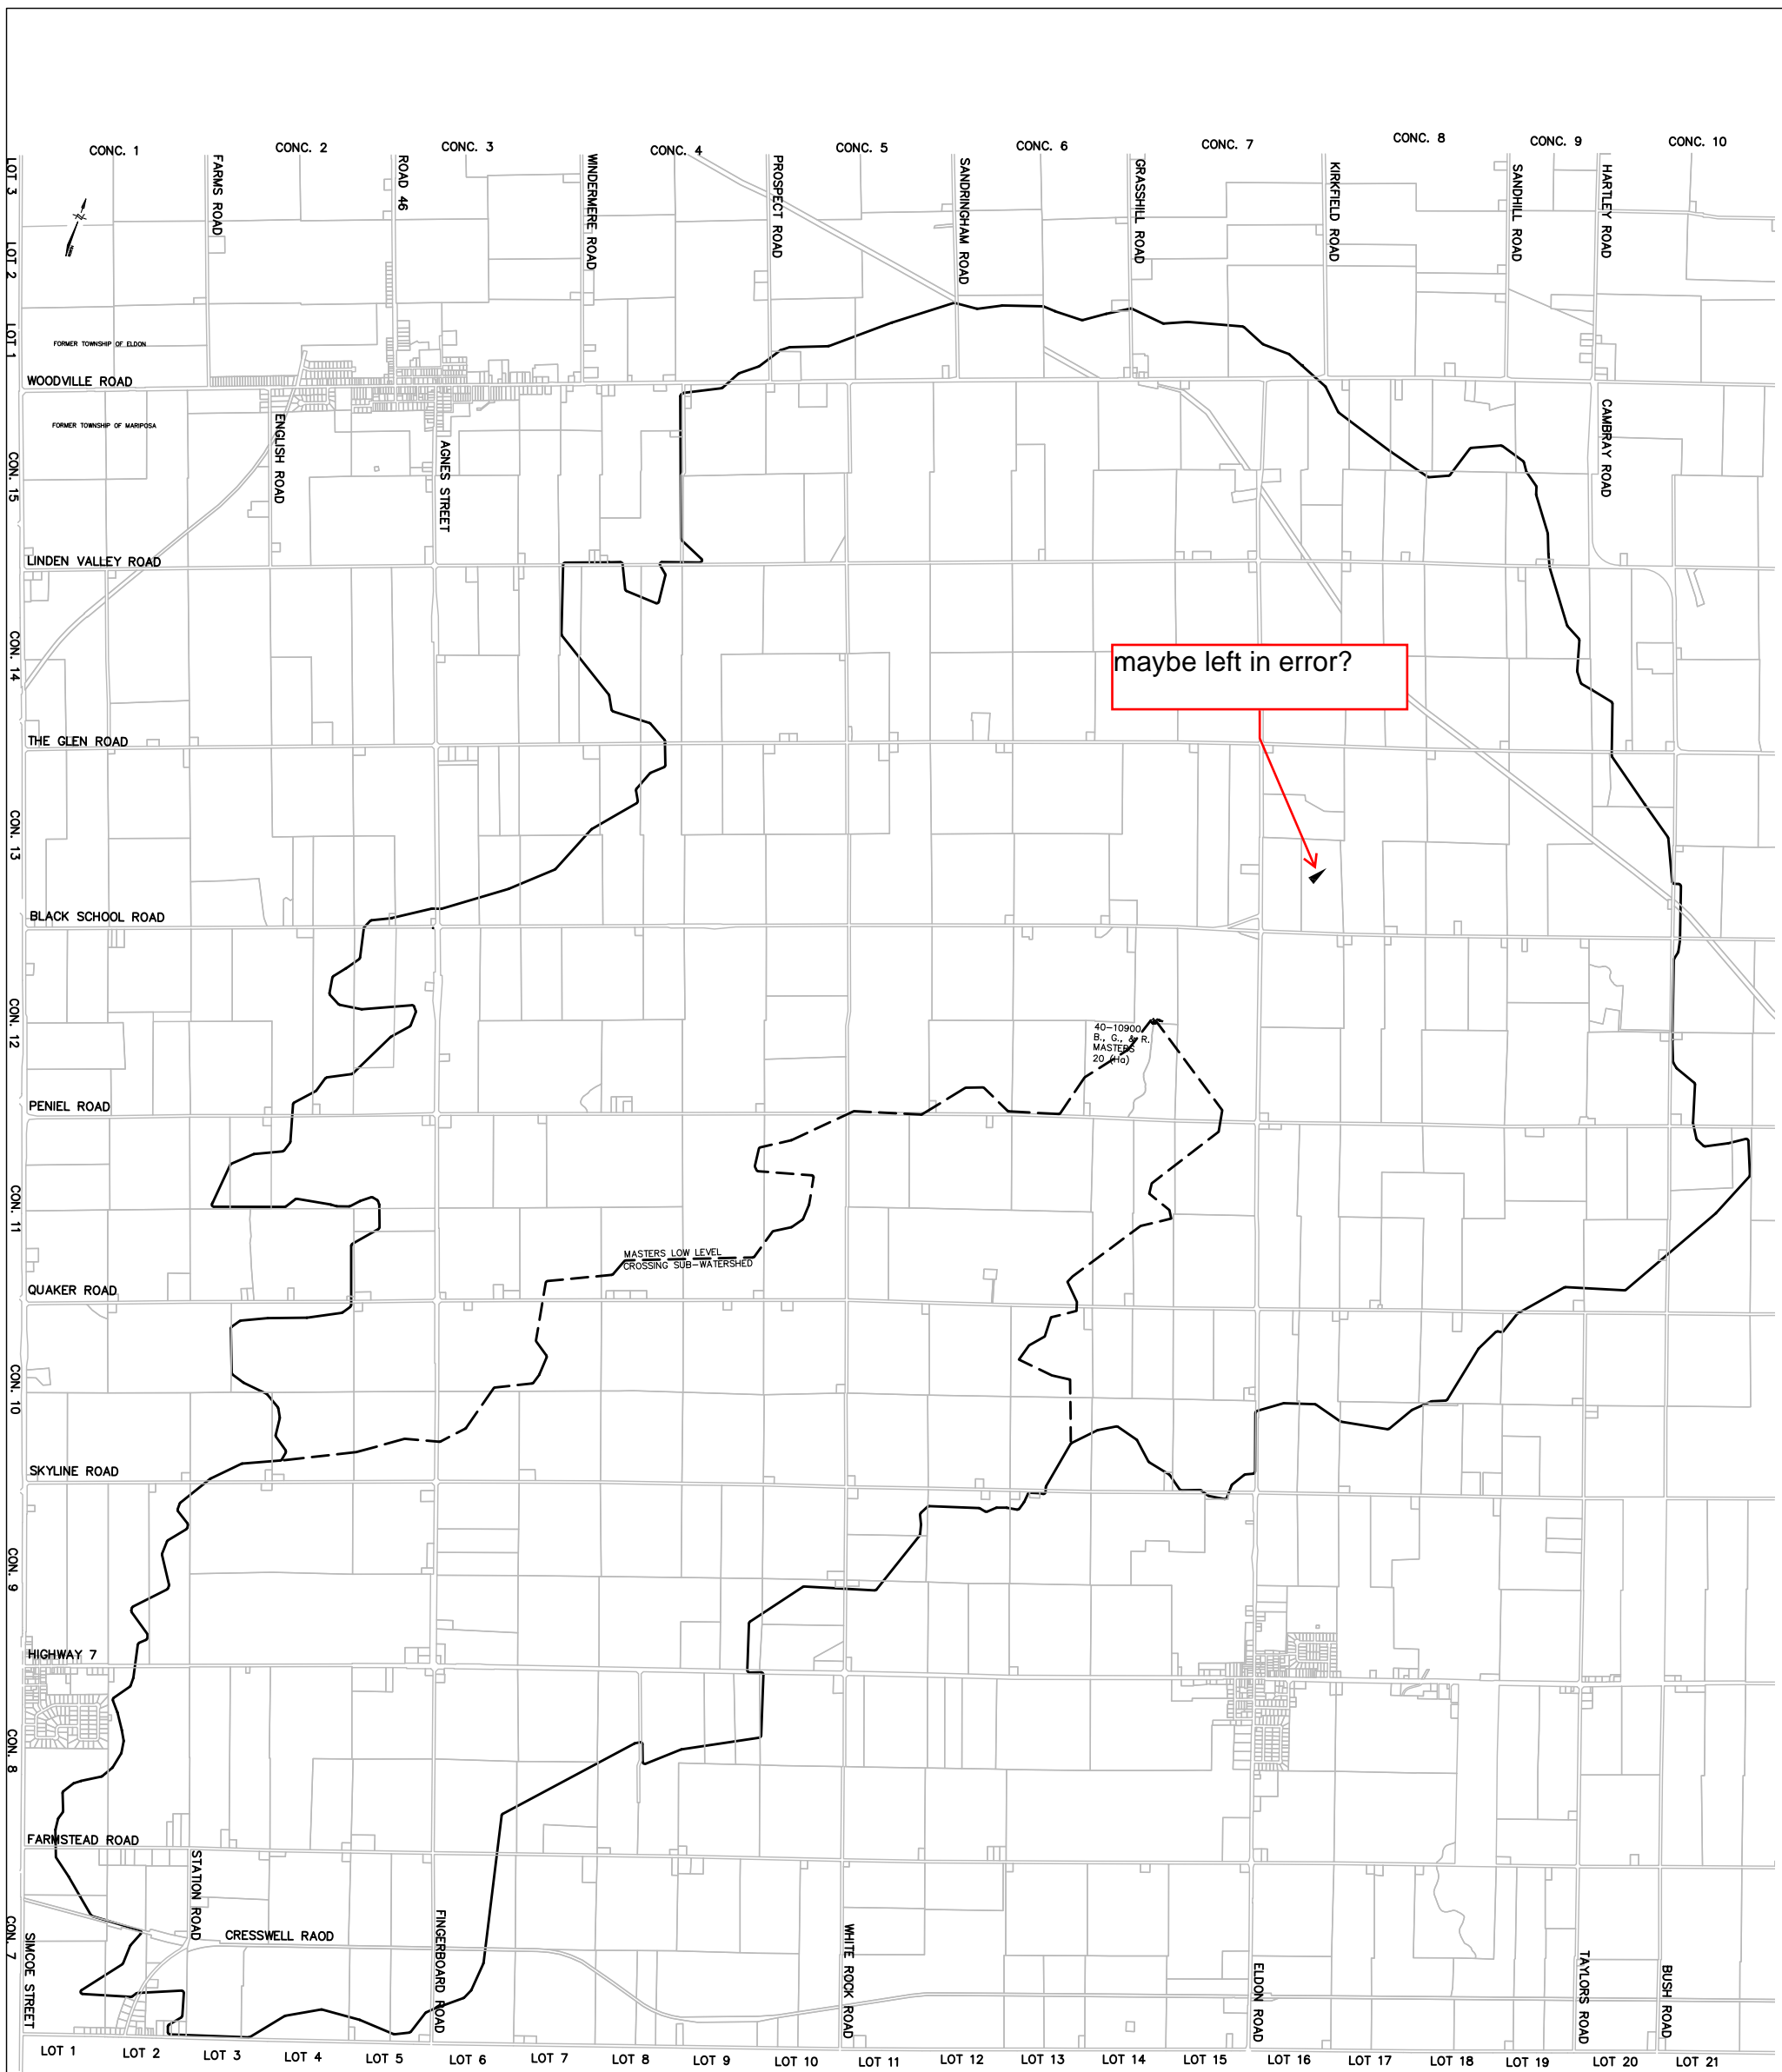 CONC. 1
CONC. 2
CONC. 3
CONC. 4
CONC. 5
CONC. 6
CONC. 7
CONC. 8
CONC. 9
CONC. 10
LOT 3
FARMS ROAD
ROAD 46
WINDERMERE ROAD
PROSPECT ROAD
SANDRINGHAM ROAD
GRASSHILL ROAD
KIRKFIELD ROAD
SANDHILL ROAD
HARTLEY ROAD
N
LOT 2
LOT 1
FORMER TOWNSHIP OF ELDON
WOODVILLE ROAD
FORMER TOWNSHIP OF MARIPOSA
ENGLISH ROAD
AGNES STREET
CAMBRAY ROAD
CON. 15
LINDEN VALLEY ROAD
CON. 14
maybe left in error?
THE GLEN ROAD
CON. 13
BLACK SCHOOL ROAD
CON. 12
40-10900
B., G., & R.
MASTERS
20 (Ha)
PENIEL ROAD
CON. 11
MASTERS LOW LEVEL
CROSSING SUB-WATERSHED
QUAKER ROAD
CON. 10
SKYLINE ROAD
CON. 9
HIGHWAY 7
CON. 8
FARMSTEAD ROAD
STATION ROAD
CON. 7
SIMCOE STREET
CRESSWELL RAOD
FINGERBOARD ROAD
WHITE ROCK ROAD
ELDON ROAD
TAYLORS ROAD
BUSH ROAD
LOT 1
LOT 2
LOT 3
LOT 4
LOT 5
LOT 6
LOT 7
LOT 8
LOT 9
LOT 10
LOT 11
LOT 12
LOT 13
LOT 14
LOT 15
LOT 16
LOT 17
LOT 18
LOT 19
LOT 20
LOT 21